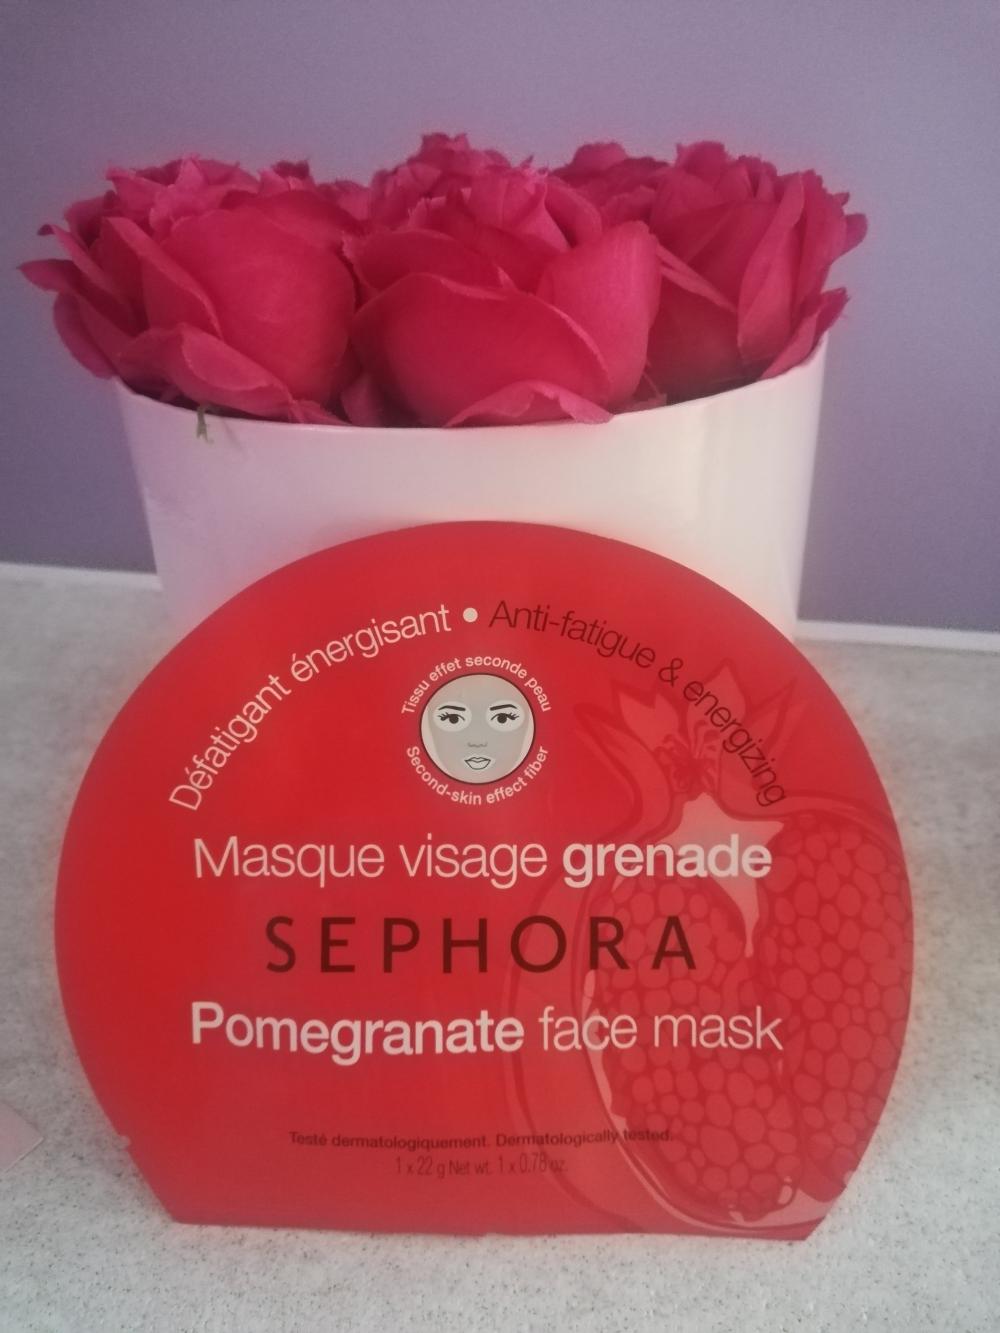 Défatigant énergisant • Anti-fatigue & energizing
Tissu effet seconde peau
Second-skin effect fiber
Masque visage grenade
SEPHORA
Pomegranate face mask
Testé dermatologiquement. Dermatologically tested.
1 x 22 g Net wt. 1 x 0.78 oz.